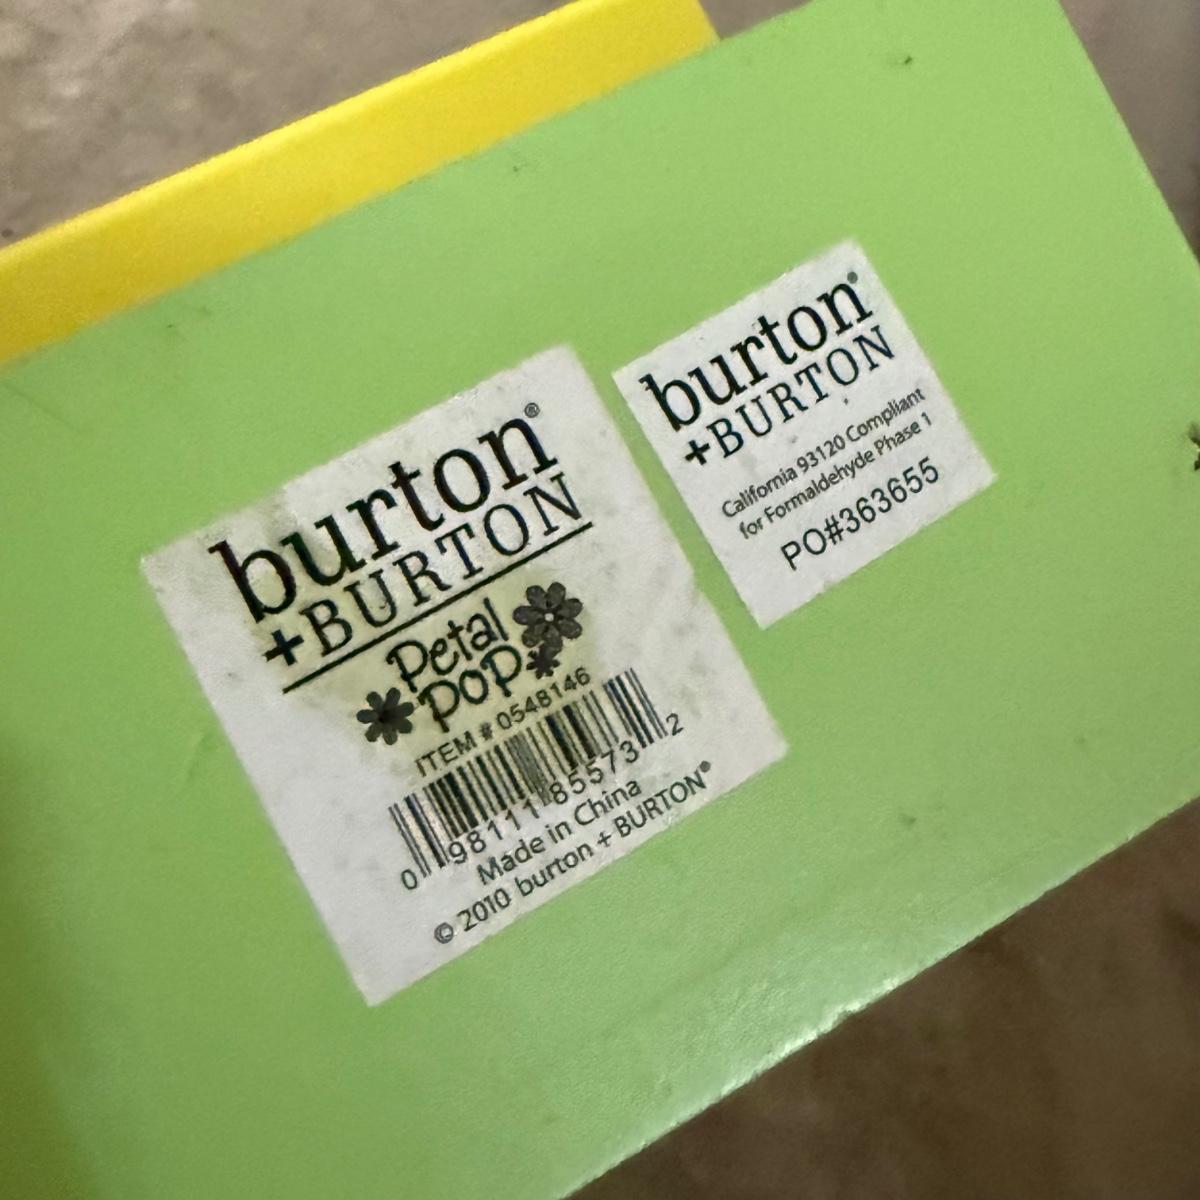 burton®
+BURTON
Petal
Pop
ITEM # 0548146
0 98111 85573 2
Made in China
© 2010 burton + BURTON®
burton®
+BURTON
California 93120 Compliant
for Formaldehyde Phase 1
PO#363655